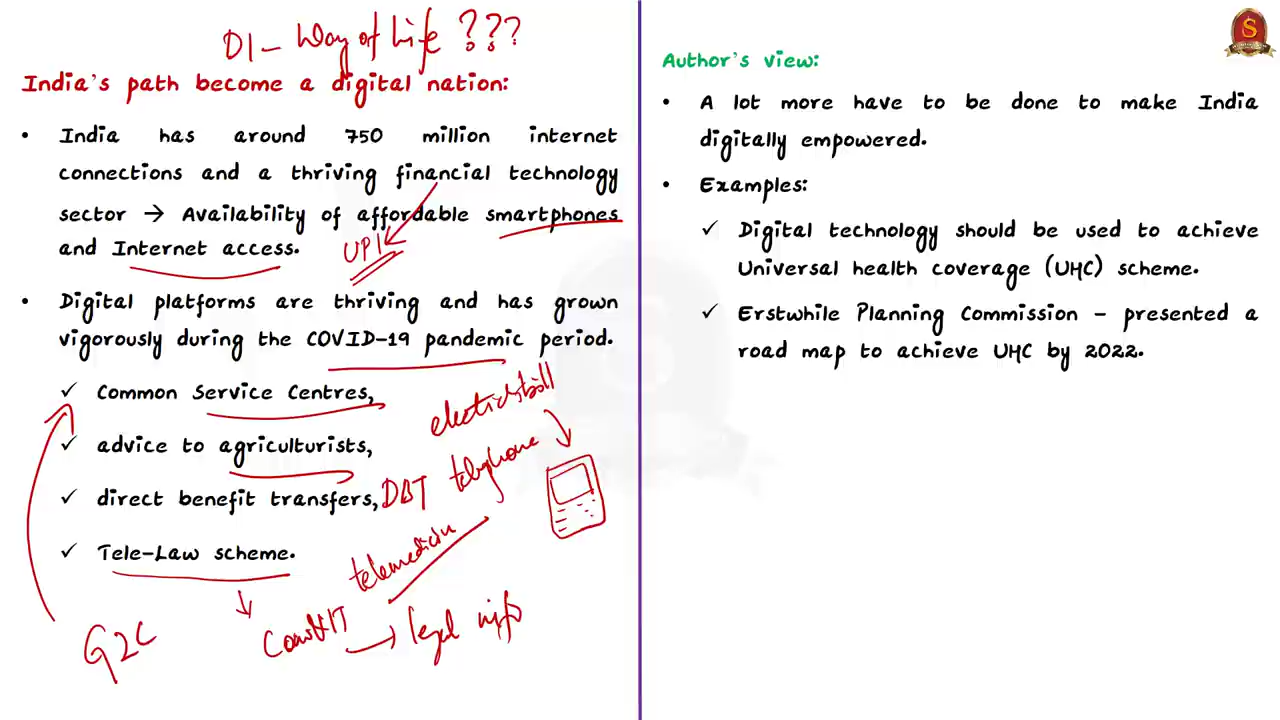 DI - Way of Life ???
India's path become a digital nation:
• India has around 750 million internet
connections and a thriving financial technology
sector → Availability of affordable smartphones
and Internet access.
UPI
• Digital platforms are thriving and has grown
vigorously during the COVID-19 pandemic period.
✓ Common Service Centres,
✓ advice to agriculturists,
✓ direct benefit transfers, DBT
✓ Tele-Law scheme.
telephone
telemedicin
G2C
→ legal info
Author's view:
• A lot more have to be done to make India
digitally empowered.
• Examples:
✓ Digital technology should be used to achieve
Universal health coverage (UHC) scheme.
✓ Erstwhile Planning Commission – presented a
road map to achieve UHC by 2022.
S